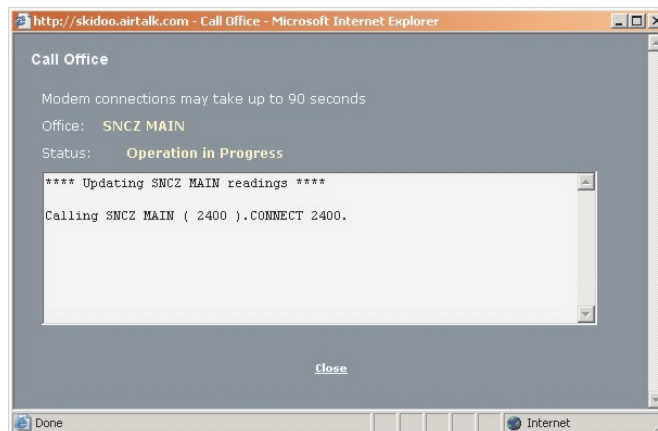 http://skidoo.airtalk.com - Call Office - Microsoft Internet Explorer
Call Office
Modem connections may take up to 90 seconds
Office: SNCZ MAIN
Status: Operation in Progress
**** Updating SNCZ MAIN readings ****
Calling SNCZ MAIN ( 2400 ).CONNECT 2400.
Close
Done Internet